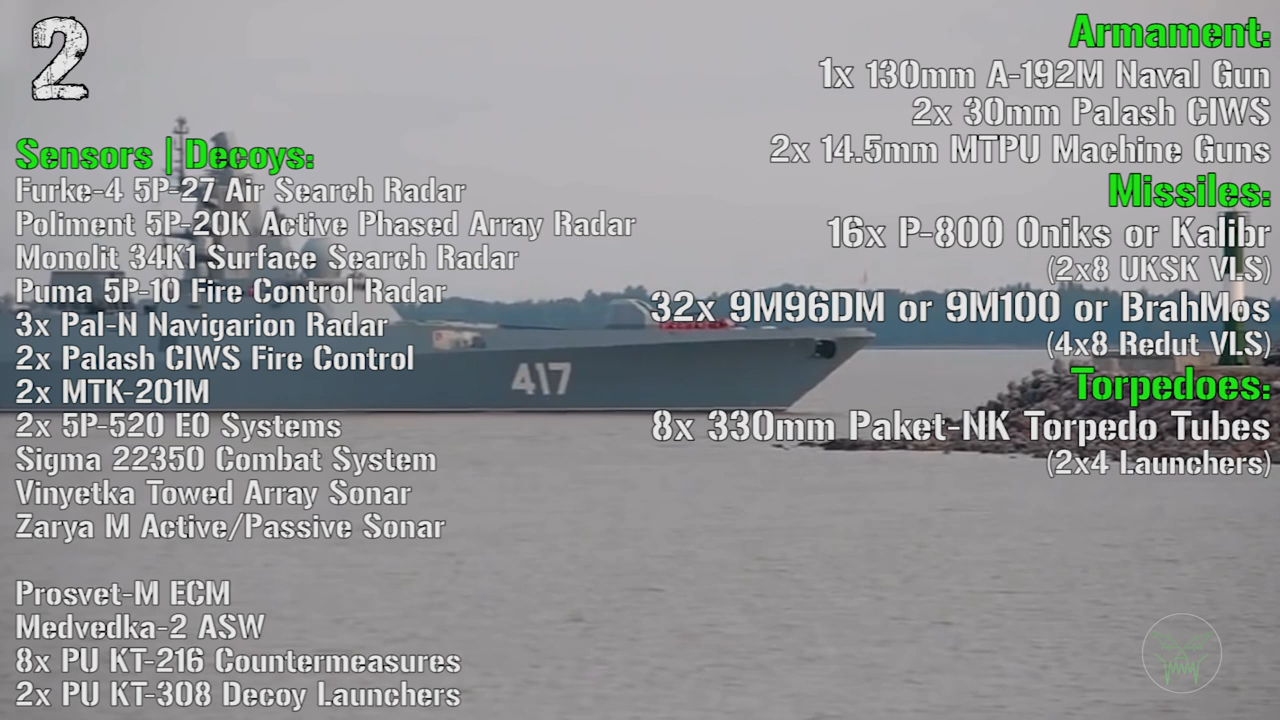 2
Sensors | Decoys:
Furke-4 5P-27 Air Search Radar
Poliment 5P-20K Active Phased Array Radar
Monolit 34K1 Surface Search Radar
Puma 5P-10 Fire Control Radar
3x Pal-N Navigarion Radar
2x Palash CIWS Fire Control
2x MTK-201M
2x 5P-520 EO Systems
Sigma 22350 Combat System
Vinyetka Towed Array Sonar
Zarya M Active/Passive Sonar
Prosvet-M ECM
Medvedka-2 ASW
8x PU KT-216 Countermeasures
2x PU KT-308 Decoy Launchers
Armament:
1x 130mm A-192M Naval Gun
2x 30mm Palash CIWS
2x 14.5mm MTPU Machine Guns
Missiles:
16x P-800 Oniks or Kalibr
(2x8 UKSK VLS)
32x 9M96DM or 9M100 or BrahMos
(4x8 Redut VLS)
Torpedoes:
8x 330mm Paket-NK Torpedo Tubes
(2x4 Launchers)
417